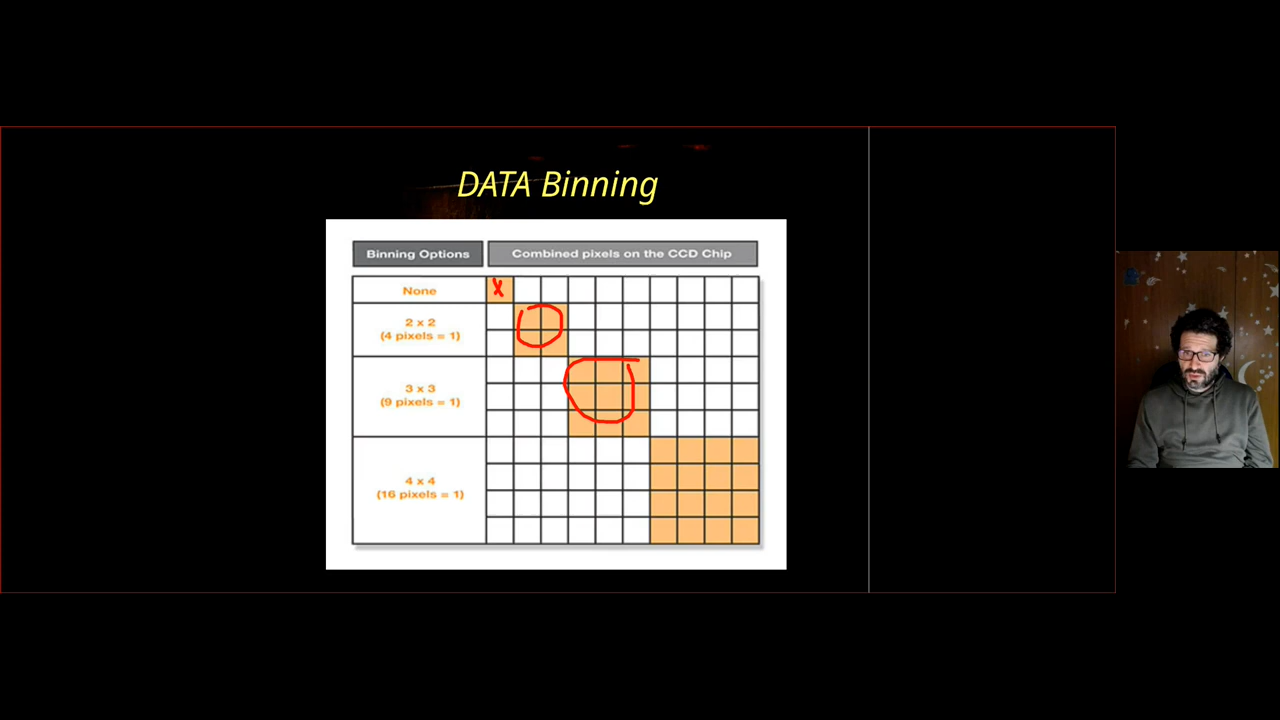 DATA Binning
Binning Options
Combined pixels on the CCD Chip
None
X
2 x 2
(4 pixels = 1)
3 x 3
(9 pixels = 1)
4 x 4
(16 pixels = 1)